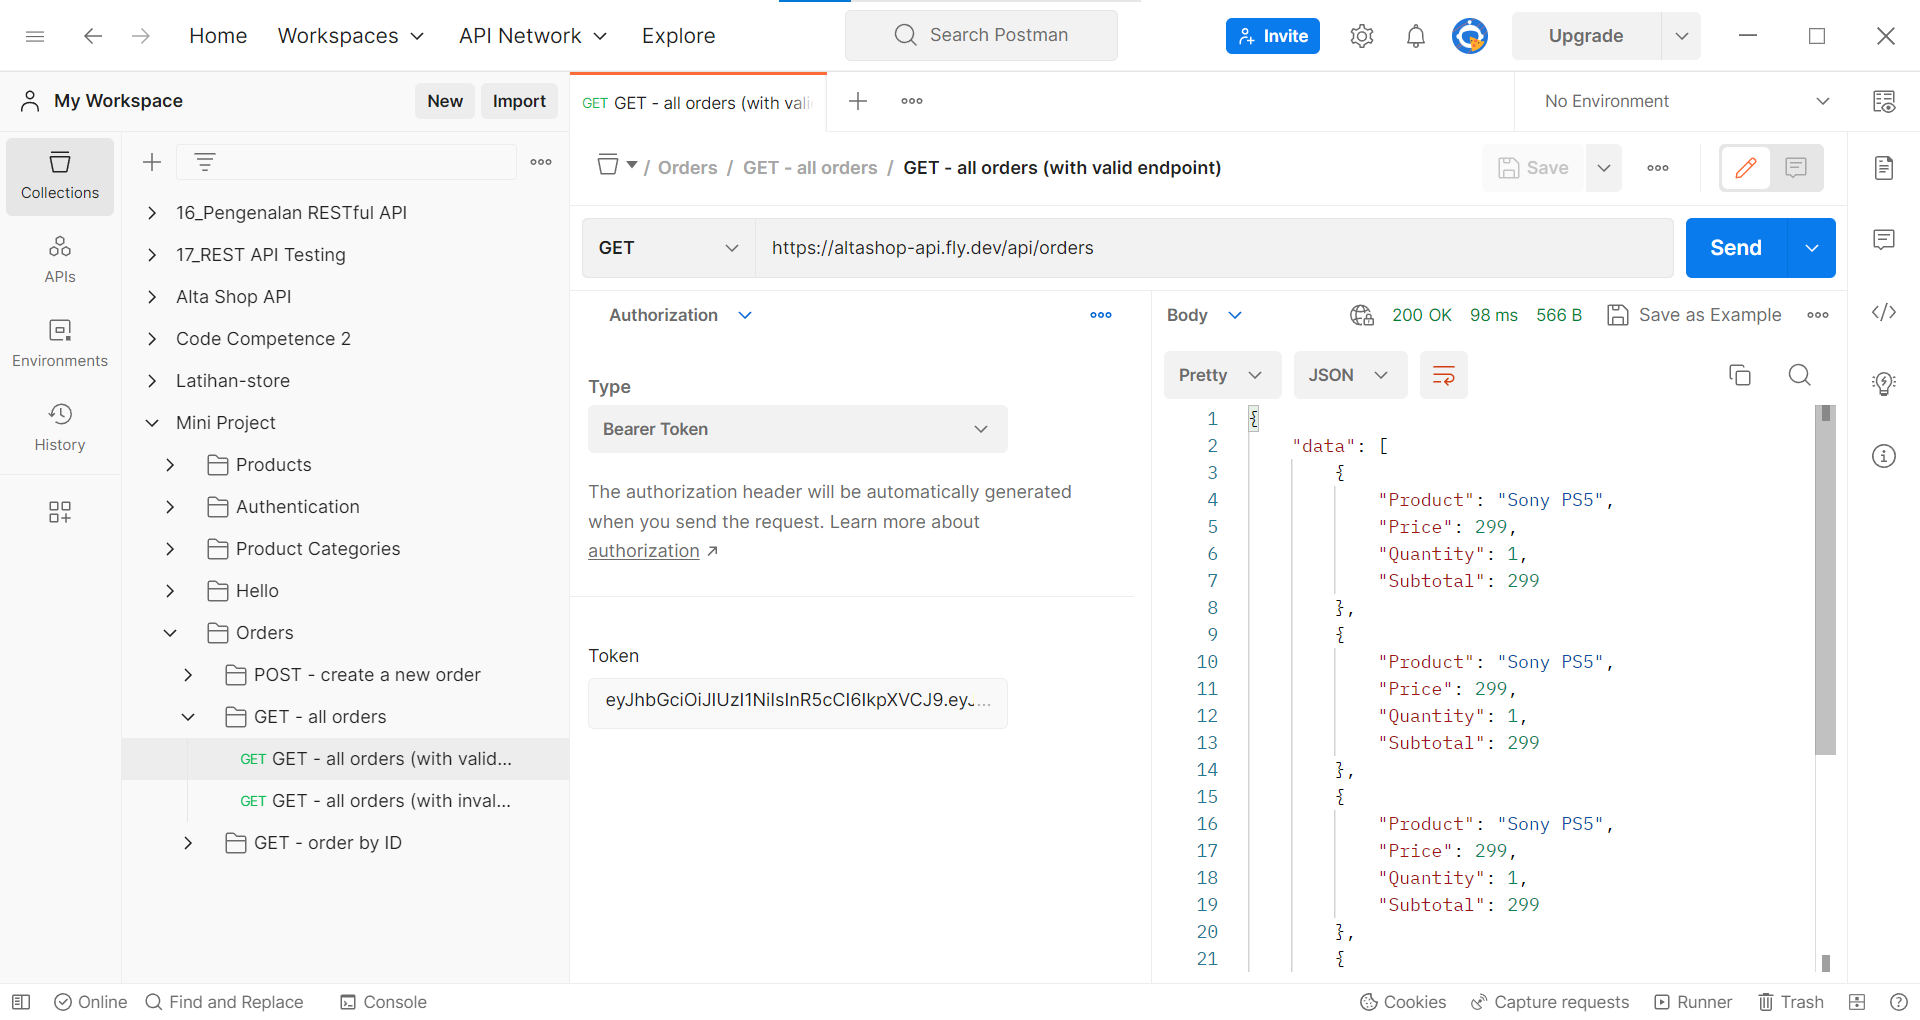 Home Workspaces API Network Explore Search Postman Invite Upgrade
My Workspace New Import
GET GET - all orders (with vali
No Environment
Collections
APIs
Environments
History
16_Pengenalan RESTful API
17_REST API Testing
Alta Shop API
Code Competence 2
Latihan-store
Mini Project
Products
Authentication
Product Categories
Hello
Orders
POST - create a new order
GET - all orders
GET GET - all orders (with valid...
GET GET - all orders (with inval...
GET - order by ID
/ Orders / GET - all orders / GET - all orders (with valid endpoint)
Save
GET https://altashop-api.fly.dev/api/orders Send
Authorization
Type
Bearer Token
The authorization header will be automatically generated
when you send the request. Learn more about
authorization ↗
Token
eyJhbGciOiJIUzI1NiIsInR5cCI6IkpXVCJ9.eyJ...
Body 200 OK 98 ms 566 B Save as Example
Pretty JSON
1 {
2 "data": [
3 {
4 "Product": "Sony PS5",
5 "Price": 299,
6 "Quantity": 1,
7 "Subtotal": 299
8 },
9 {
10 "Product": "Sony PS5",
11 "Price": 299,
12 "Quantity": 1,
13 "Subtotal": 299
14 },
15 {
16 "Product": "Sony PS5",
17 "Price": 299,
18 "Quantity": 1,
19 "Subtotal": 299
20 },
21 {
Online Find and Replace Console Cookies Capture requests Runner Trash